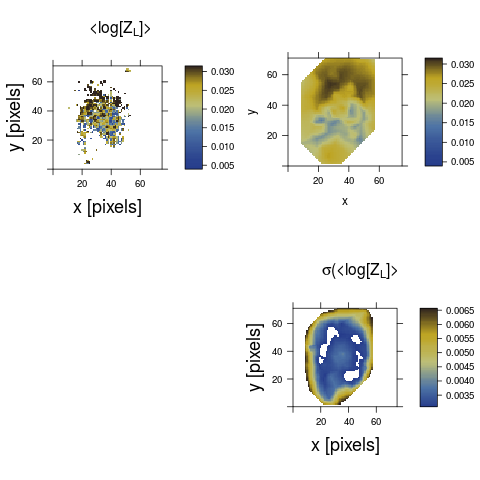 <log[Z_L]>
60
40
20
20 40 60
y [pixels]
x [pixels]
0.030
0.025
0.020
0.015
0.010
0.005
60
40
20
20 40 60
y
x
0.030
0.025
0.020
0.015
0.010
0.005
σ(<log[Z_L]>
60
40
20
20 40 60
y [pixels]
x [pixels]
0.0065
0.0060
0.0055
0.0050
0.0045
0.0040
0.0035